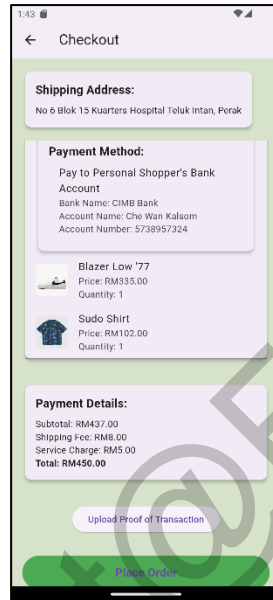 1:43
Checkout
Shipping Address:
No 6 Blok 15 Kuarters Hospital Teluk Intan, Perak
Payment Method:
Pay to Personal Shopper's Bank
Account
Bank Name: CIMB Bank
Account Name: Che Wan Kalsom
Account Number: 5738957324
Blazer Low '77
Price: RM335.00
Quantity: 1
Sudo Shirt
Price: RM102.00
Quantity: 1
Payment Details:
Subtotal: RM437.00
Shipping Fee: RM8.00
Service Charge: RM5.00
Total: RM450.00
Upload Proof of Transaction
Place Order